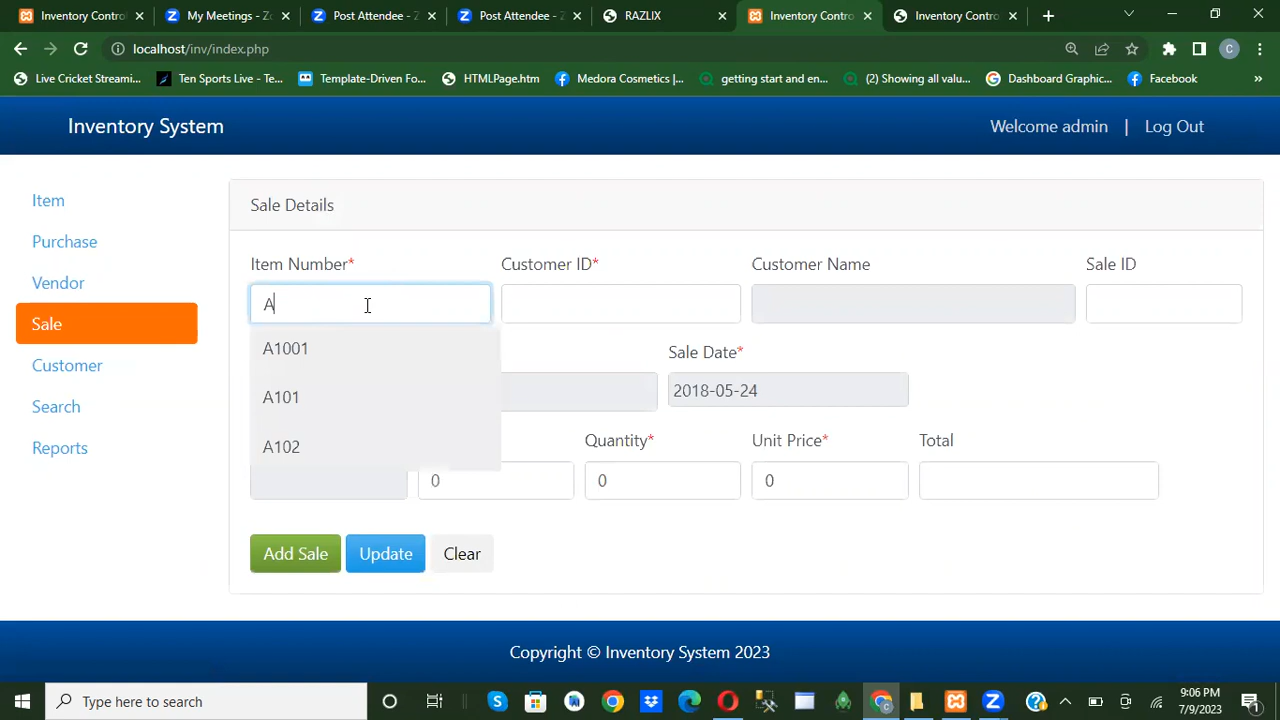 Inventory Contro
My Meetings - Zo
Post Attendee - Z
Post Attendee - Z
RAZLIX
Inventory Contro
Inventory Contro
localhost/inv/index.php
C
Live Cricket Streami...
Ten Sports Live - Te...
Template-Driven Fo...
HTMLPage.htm
Medora Cosmetics |...
getting start and en...
(2) Showing all valu...
Dashboard Graphic...
Facebook
»
Inventory System
Welcome admin | Log Out
Item
Purchase
Vendor
Sale
Customer
Search
Reports
Sale Details
Item Number*
Customer ID*
Customer Name
Sale ID
A
A1001
A101
A102
Sale Date*
2018-05-24
Quantity*
Unit Price*
Total
0
0
0
Add Sale
Update
Clear
Copyright © Inventory System 2023
Type here to search
9:06 PM
7/9/2023
1